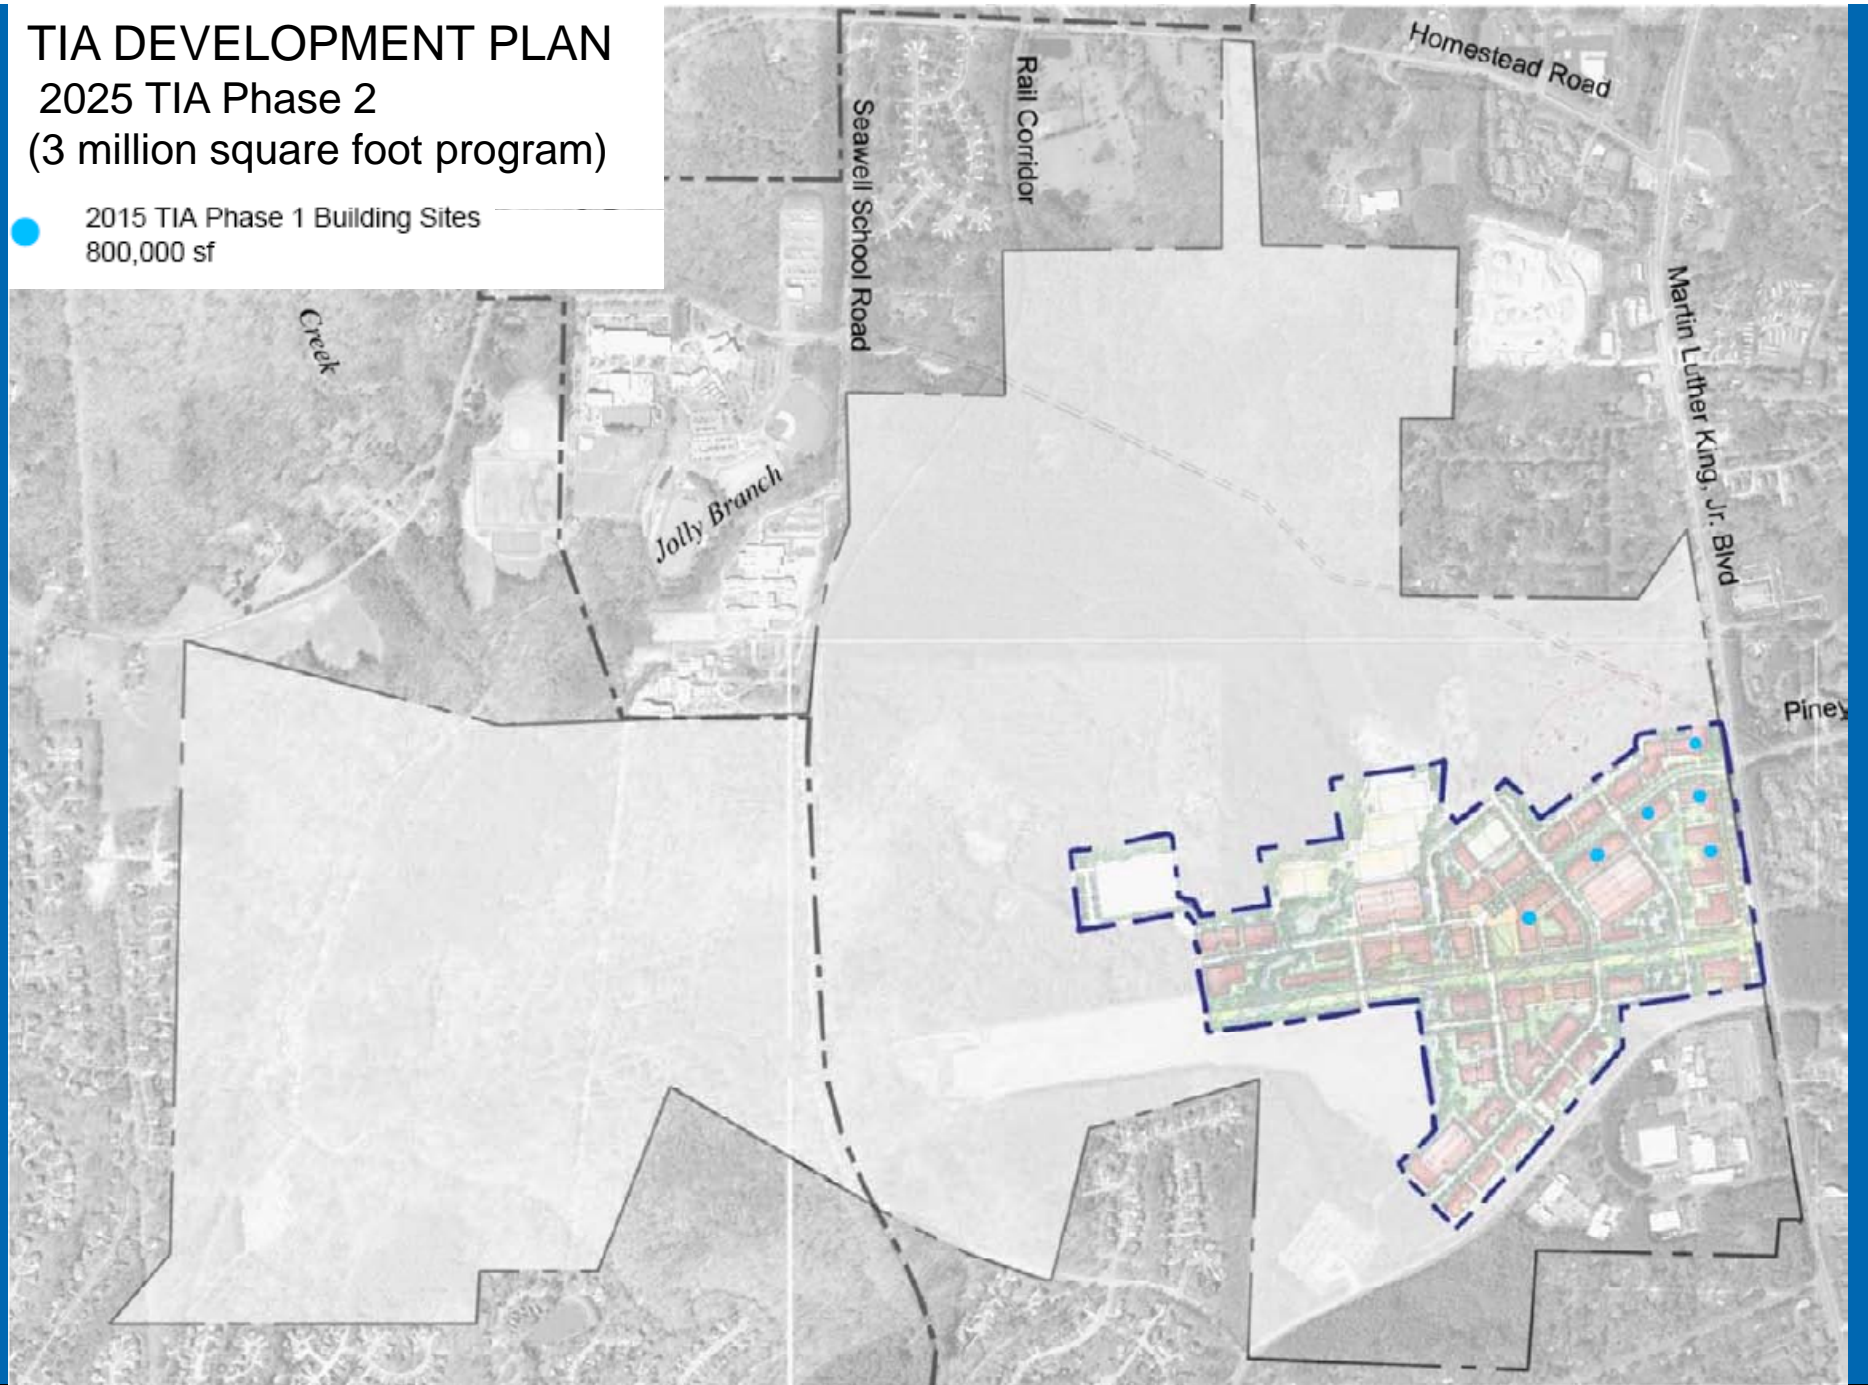 TIA DEVELOPMENT PLAN
2025 TIA Phase 2
(3 million square foot program)
2015 TIA Phase 1 Building Sites
800,000 sf
Homestead Road
Rail Corridor
Seawell School Road
Martin Luther King, Jr. Blvd
Creek
Jolly Branch
Piney